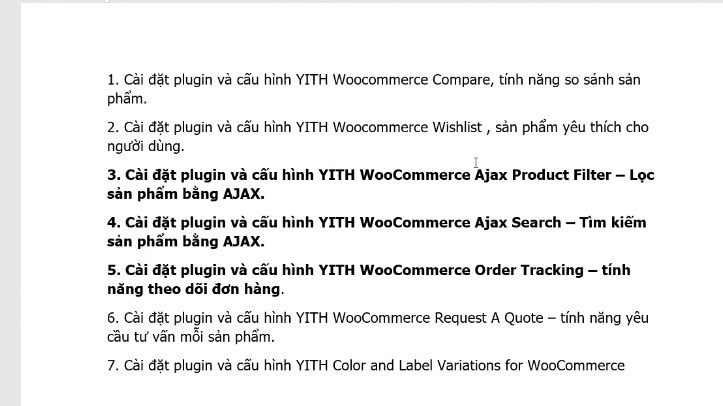 1. Cài đặt plugin và cấu hình YITH Woocommerce Compare, tính năng so sánh sản
phẩm.
2. Cài đặt plugin và cấu hình YITH Woocommerce Wishlist , sản phẩm yêu thích cho
người dùng.
3. Cài đặt plugin và cấu hình YITH WooCommerce Ajax Product Filter – Lọc
sản phẩm bằng AJAX.
4. Cài đặt plugin và cấu hình YITH WooCommerce Ajax Search – Tìm kiếm
sản phẩm bằng AJAX.
5. Cài đặt plugin và cấu hình YITH WooCommerce Order Tracking – tính
năng theo dõi đơn hàng.
6. Cài đặt plugin và cấu hình YITH WooCommerce Request A Quote – tính năng yêu
cầu tư vấn mỗi sản phẩm.
7. Cài đặt plugin và cấu hình YITH Color and Label Variations for WooCommerce